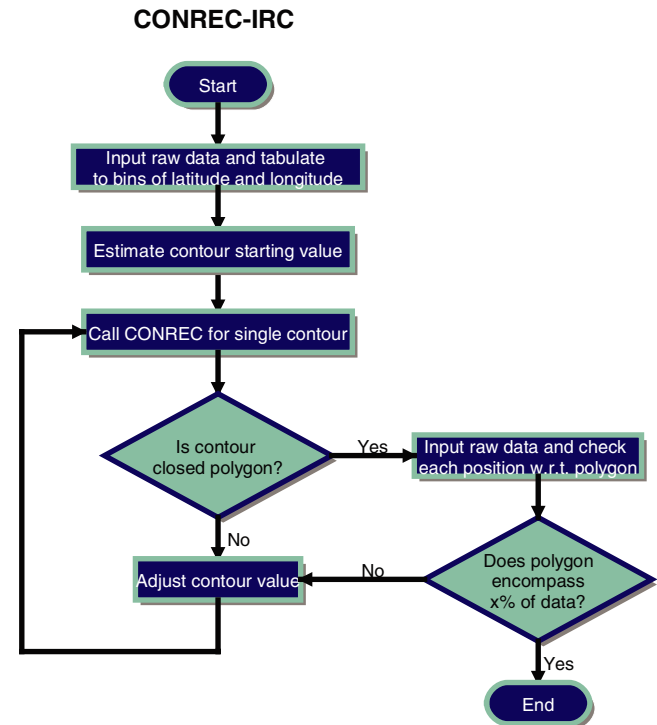 CONREC-IRC
Start
Input raw data and tabulate
to bins of latitude and longitude
Estimate contour starting value
Call CONREC for single contour
Is contour
closed polygon?
Yes
Input raw data and check
each position w.r.t. polygon
No
Adjust contour value
No
Does polygon
encompass
x% of data?
Yes
End